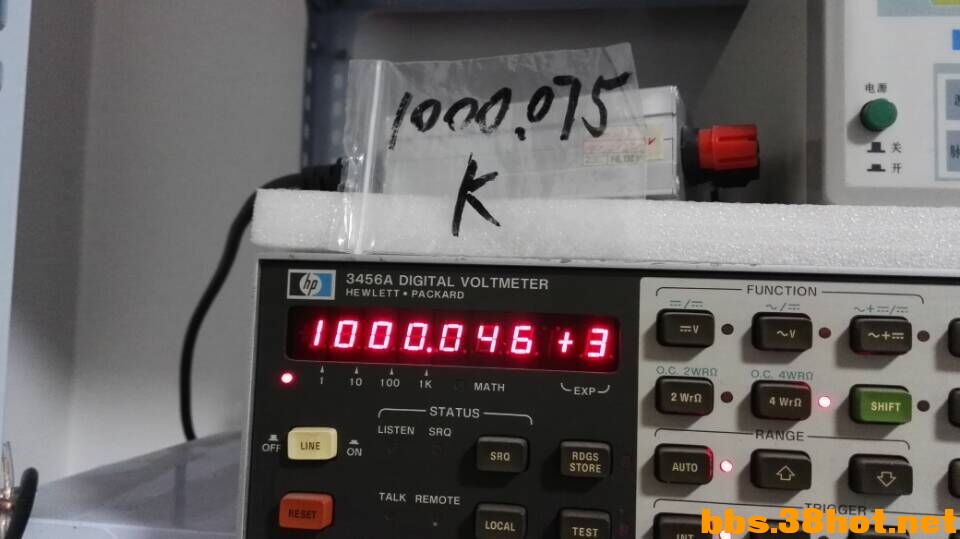 1000.075
K
电源
关
开
hp
3456A DIGITAL VOLTMETER
HEWLETT • PACKARD
1000.046 +3
1 10 100 1K MATH EXP
STATUS
LISTEN SRQ
OFF LINE ON
SRQ
RDGS STORE
TALK REMOTE
RESET
LOCAL
TEST
FUNCTION
⎓/⎓ ~/⎓ ~+⎓/⎓
⎓V ~V ~+⎓
O.C. 2WRΩ O.C. 4WRΩ
2 WrΩ 4 WrΩ SHIFT
RANGE
AUTO
TRIGGER
INT
bbs.38hot.net